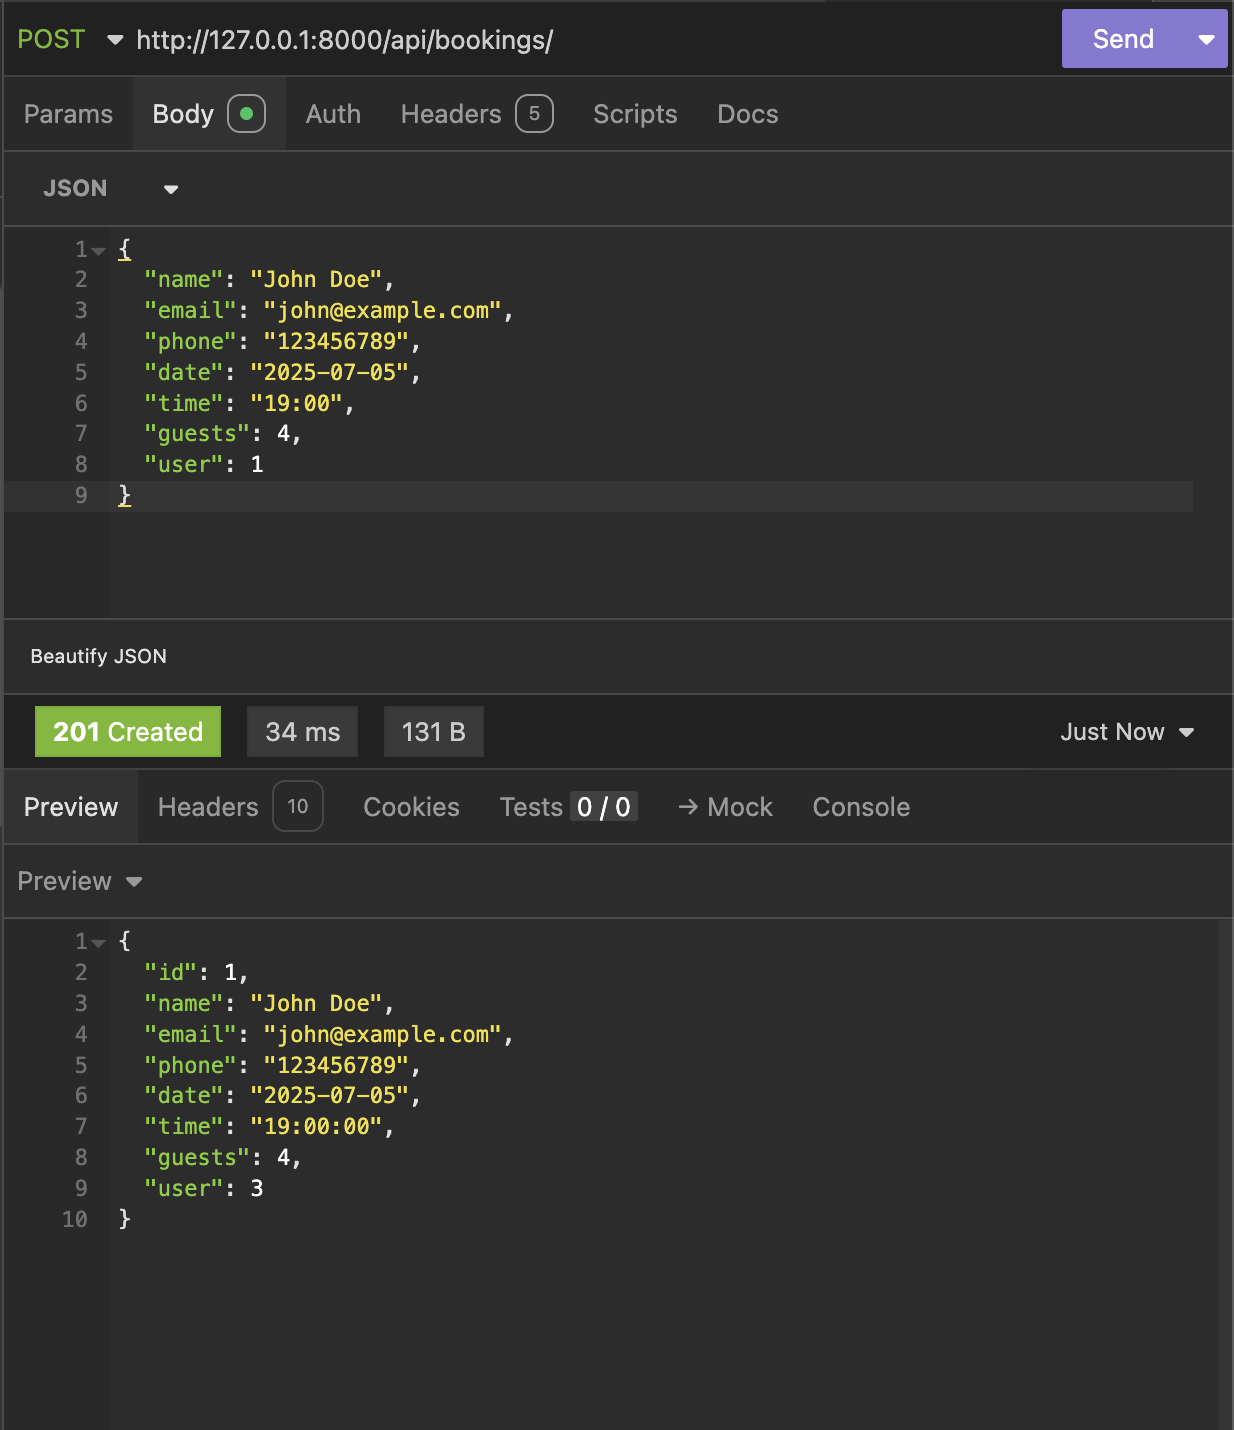 POST http://127.0.0.1:8000/api/bookings/ Send
Params Body Auth Headers 5 Scripts Docs
JSON
1 {
2 "name": "John Doe",
3 "email": "john@example.com",
4 "phone": "123456789",
5 "date": "2025-07-05",
6 "time": "19:00",
7 "guests": 4,
8 "user": 1
9 }
Beautify JSON
201 Created 34 ms 131 B Just Now
Preview Headers 10 Cookies Tests 0 / 0 → Mock Console
Preview
1 {
2 "id": 1,
3 "name": "John Doe",
4 "email": "john@example.com",
5 "phone": "123456789",
6 "date": "2025-07-05",
7 "time": "19:00:00",
8 "guests": 4,
9 "user": 3
10 }